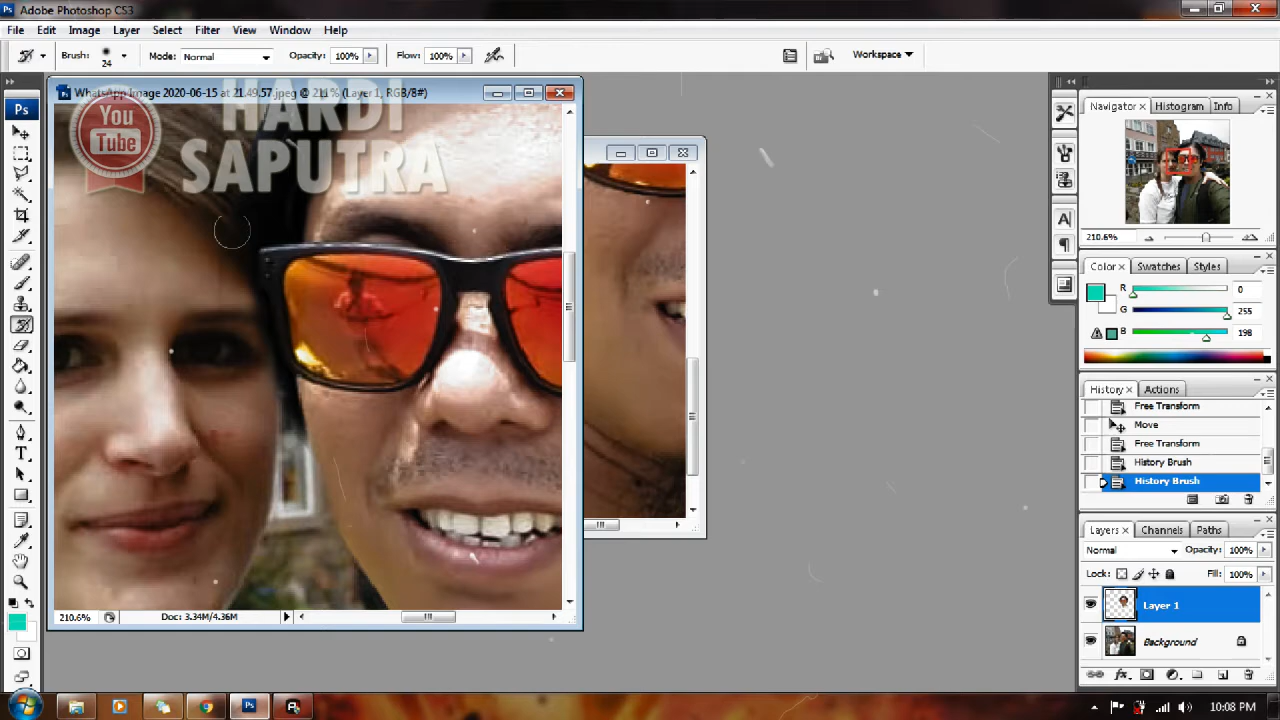 Adobe Photoshop CS3
File Edit Image Layer Select Filter View Window Help
Brush: 24 Mode: Normal Opacity: 100% Flow: 100% Workspace
WhatsApp Image 2020-06-15 at 21.49.57.jpeg @ 211% (Layer 1, RGB/8#)
You
Tube
HARDI
SAPUTRA
Ps
210.6% Doc: 3.34M/4.36M
Navigator Histogram Info
210.6%
Color Swatches Styles
R 0
G 255
B 198
History Actions
Free Transform
Move
Free Transform
History Brush
History Brush
Layers Channels Paths
Normal Opacity: 100%
Lock: Fill: 100%
Layer 1
Background
10:08 PM